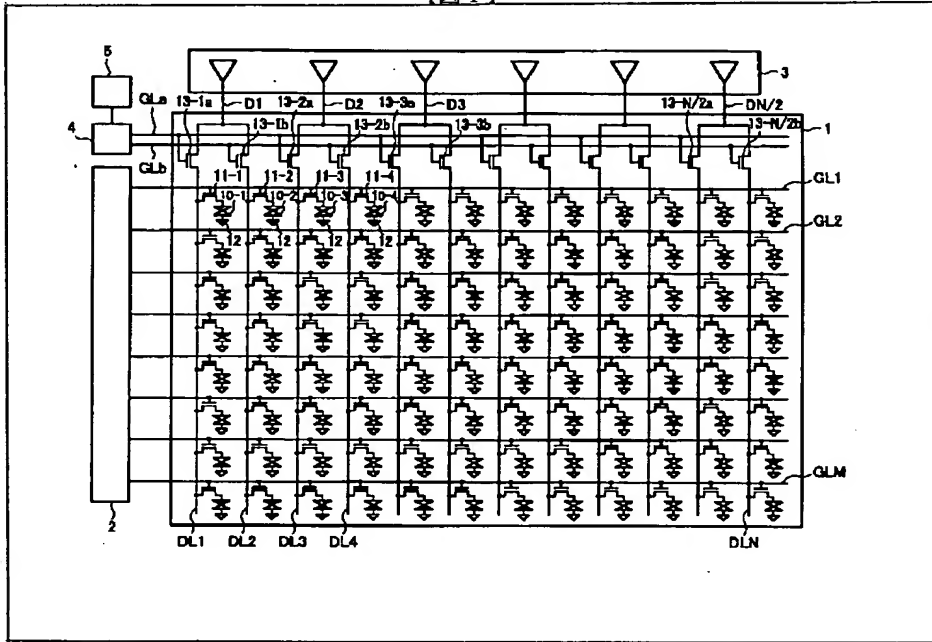 5
3
GLa
13-1a
D1
13-2a
D2
13-3a
D3
13-N/2a
DN/2
4
13-1b
13-2b
13-3b
13-N/2b
1
GLb
11-1
11-2
11-3
11-4
GL1
10-1
10-2
10-3
10-4
12
12
12
12
GL2
GLM
2
DL1
DL2
DL3
DL4
DLN